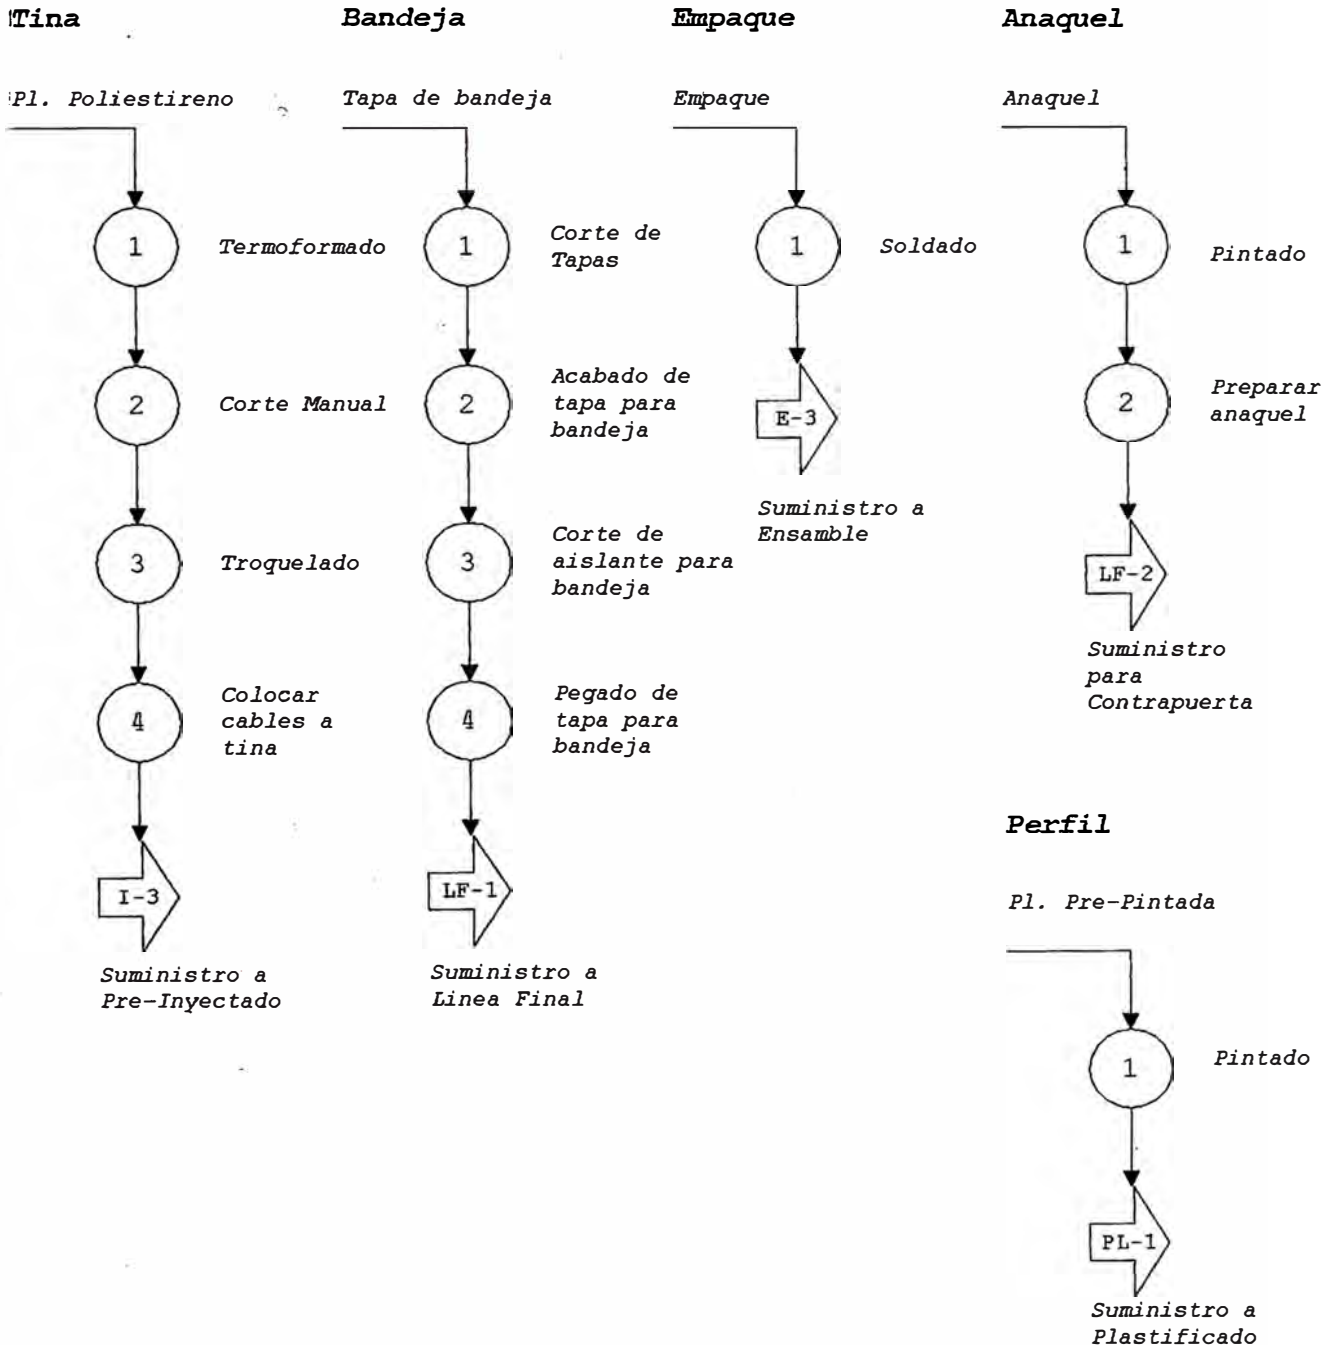 Tina
Pl. Poliestireno
1
Termoformado
2
Corte Manual
3
Troquelado
4
Colocar
cables a
tina
I-3
Suministro a
Pre-Inyectado
Bandeja
Tapa de bandeja
1
Corte de
Tapas
2
Acabado de
tapa para
bandeja
3
Corte de
aislante para
bandeja
4
Pegado de
tapa para
bandeja
LF-1
Suministro a
Linea Final
Empaque
Empaque
1
Soldado
E-3
Suministro a
Ensamble
Anaquel
Anaquel
1
Pintado
2
Preparar
anaquel
LF-2
Suministro
para
Contrapuerta
Perfil
Pl. Pre-Pintada
1
Pintado
PL-1
Suministro a
Plastificado